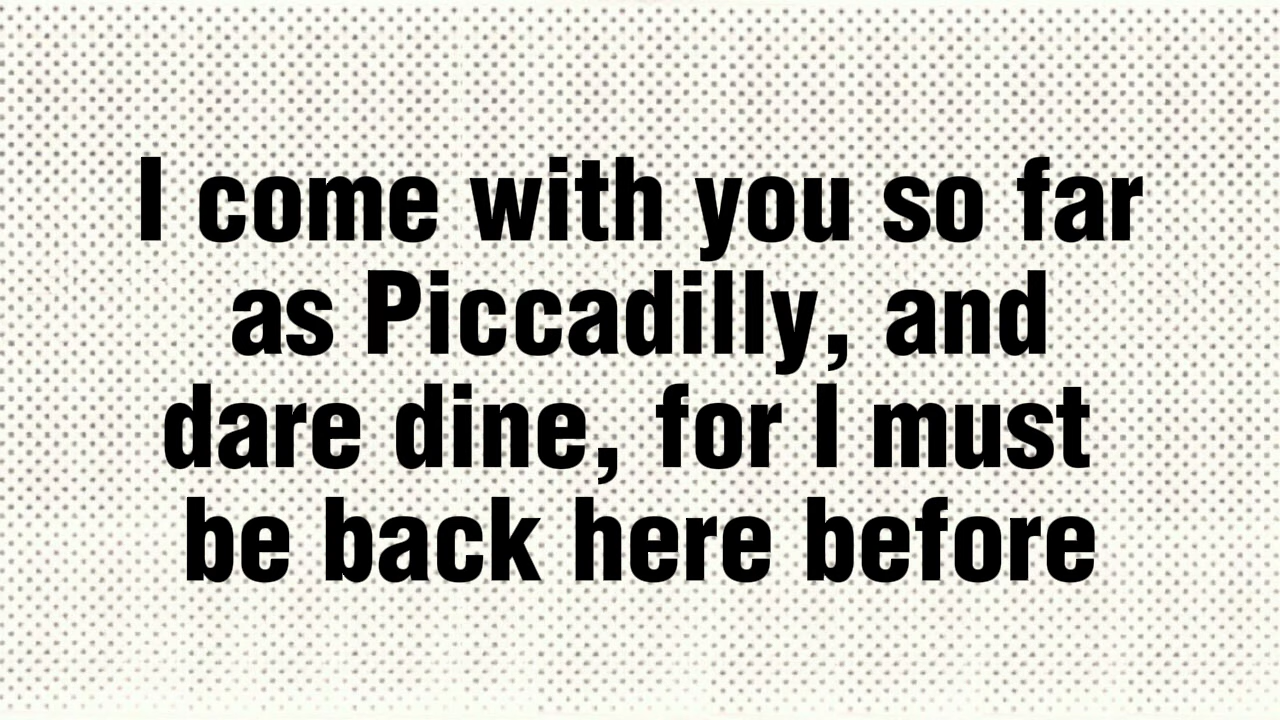 I come with you so far
as Piccadilly, and
dare dine, for I must
be back here before